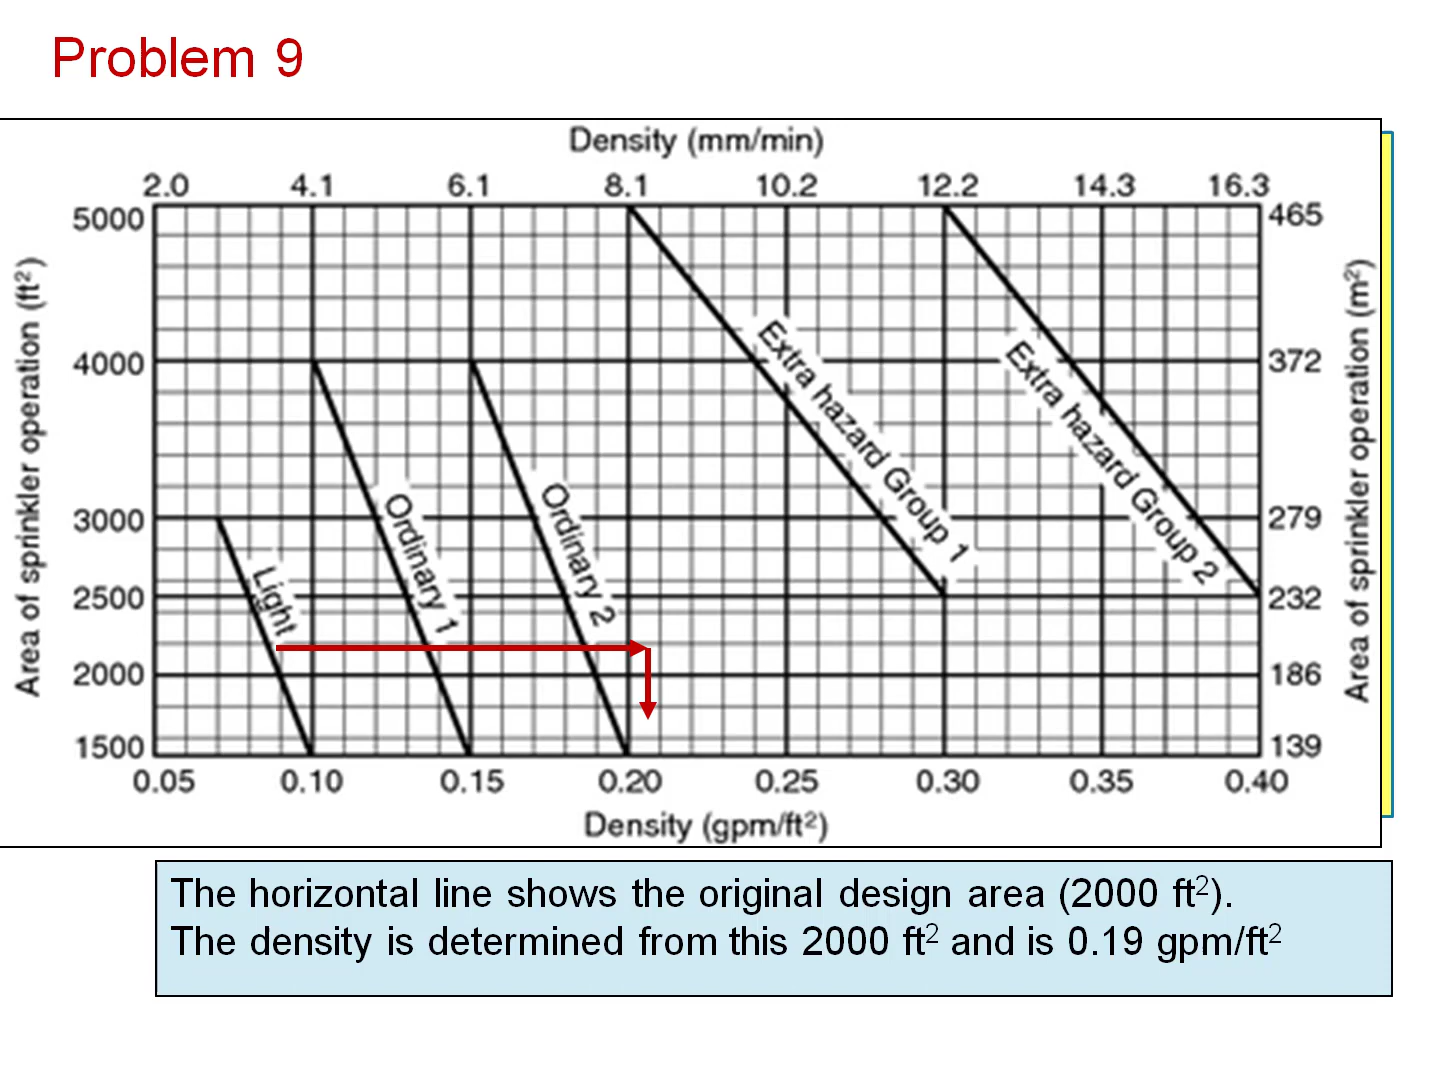 Problem 9
Density (mm/min)
2.0 4.1 6.1 8.1 10.2 12.2 14.3 16.3
5000 465
4000 372
3000 279
2500 232
2000 186
1500 139
Area of sprinkler operation (ft²)
Area of sprinkler operation (m²)
Light
Ordinary 1
Ordinary 2
Extra hazard Group 1
Extra hazard Group 2
0.05 0.10 0.15 0.20 0.25 0.30 0.35 0.40
Density (gpm/ft²)
The horizontal line shows the original design area (2000 ft²).
The density is determined from this 2000 ft² and is 0.19 gpm/ft²